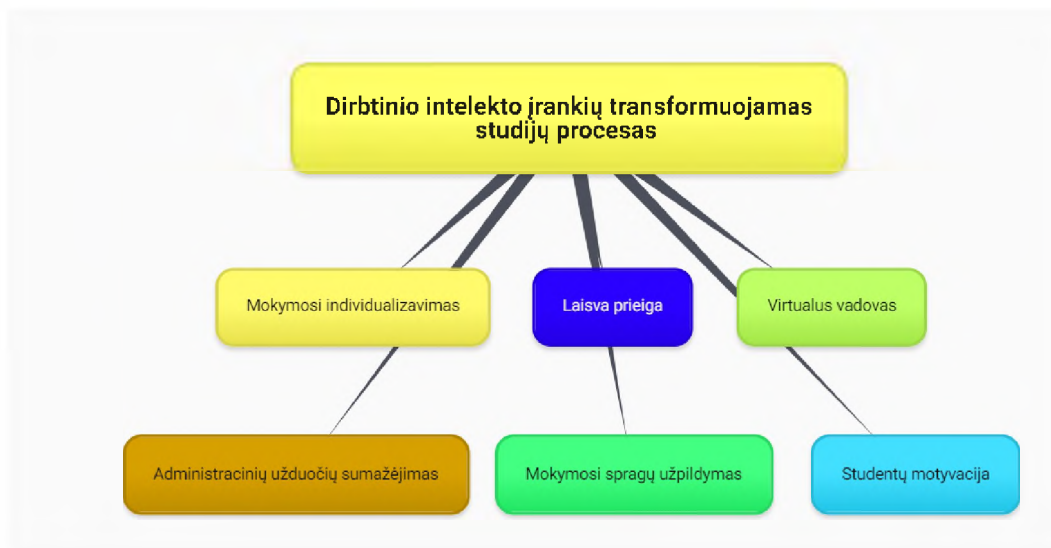 Dirbtinio intelekto įrankių transformuojamas
studijų procesas
Mokymosi individualizavimas
Laisva prieiga
Virtualus vadovas
Administracinių užduočių sumažėjimas
Mokymosi spragų užpildymas
Studentų motyvacija